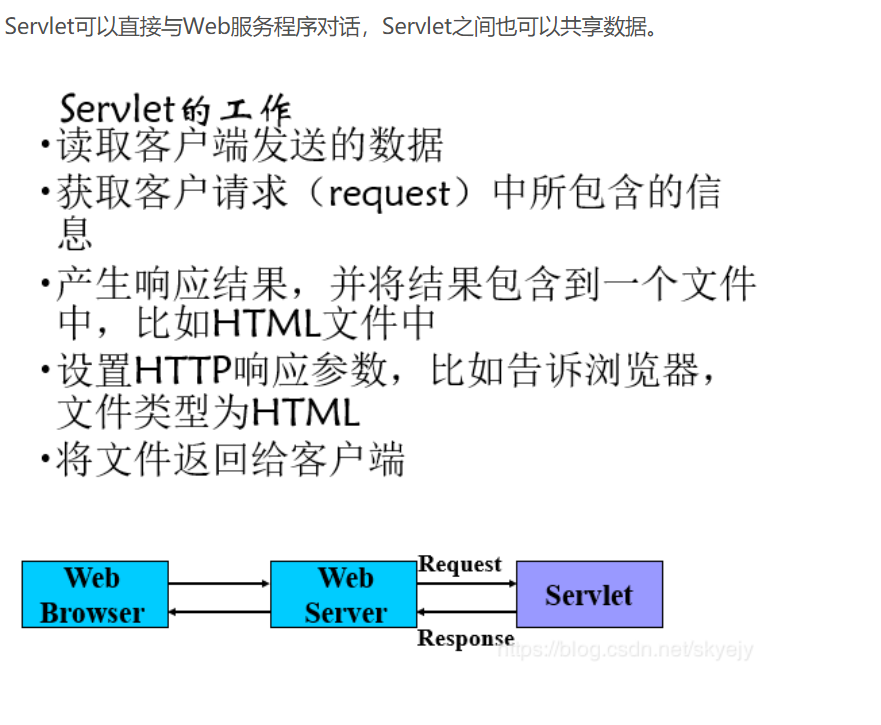 Servlet可以直接与Web服务程序对话，Servlet之间也可以共享数据。
Servlet的工作
•读取客户端发送的数据
•获取客户请求（request）中所包含的信
息
•产生响应结果，并将结果包含到一个文件
中，比如HTML文件中
•设置HTTP响应参数，比如告诉浏览器，
文件类型为HTML
•将文件返回给客户端
Web
Browser
Web
Server
Request
Response
Servlet
https://blog.csdn.net/skyejy